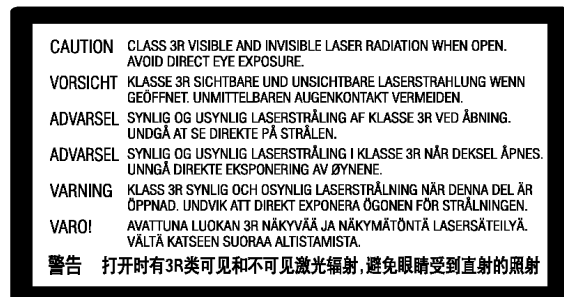 CAUTION CLASS 3R VISIBLE AND INVISIBLE LASER RADIATION WHEN OPEN.
AVOID DIRECT EYE EXPOSURE.
VORSICHT KLASSE 3R SICHTBARE UND UNSICHTBARE LASERSTRAHLUNG WENN
GEÖFFNET. UNMITTELBAREN AUGENKONTAKT VERMEIDEN.
ADVARSEL SYNLIG OG USYNLIG LASERSTRÅLING AF KLASSE 3R VED ÅBNING.
UNDGÅ AT SE DIREKTE PÅ STRÅLEN.
ADVARSEL SYNLIG OG USYNLIG LASERSTRÅLING I KLASSE 3R NÅR DEKSEL ÅPNES.
UNNGÅ DIREKTE EKSPONERING AV ØYNENE.
VARNING KLASS 3R SYNLIG OCH OSYNLIG LASERSTRÅLNING NÄR DENNA DEL ÄR
ÖPPNAD. UNDVIK ATT DIREKT EXPONERA ÖGONEN FÖR STRÅLNINGEN.
VARO! AVATTUNA LUOKAN 3R NÄKYVÄÄ JA NÄKYMÄTÖNTÄ LASERSÄTEILYÄ.
VÄLTÄ KATSEEN SUORAA ALTISTAMISTA.
警告 打开时有3R类可见和不可见激光辐射,避免眼睛受到直射的照射